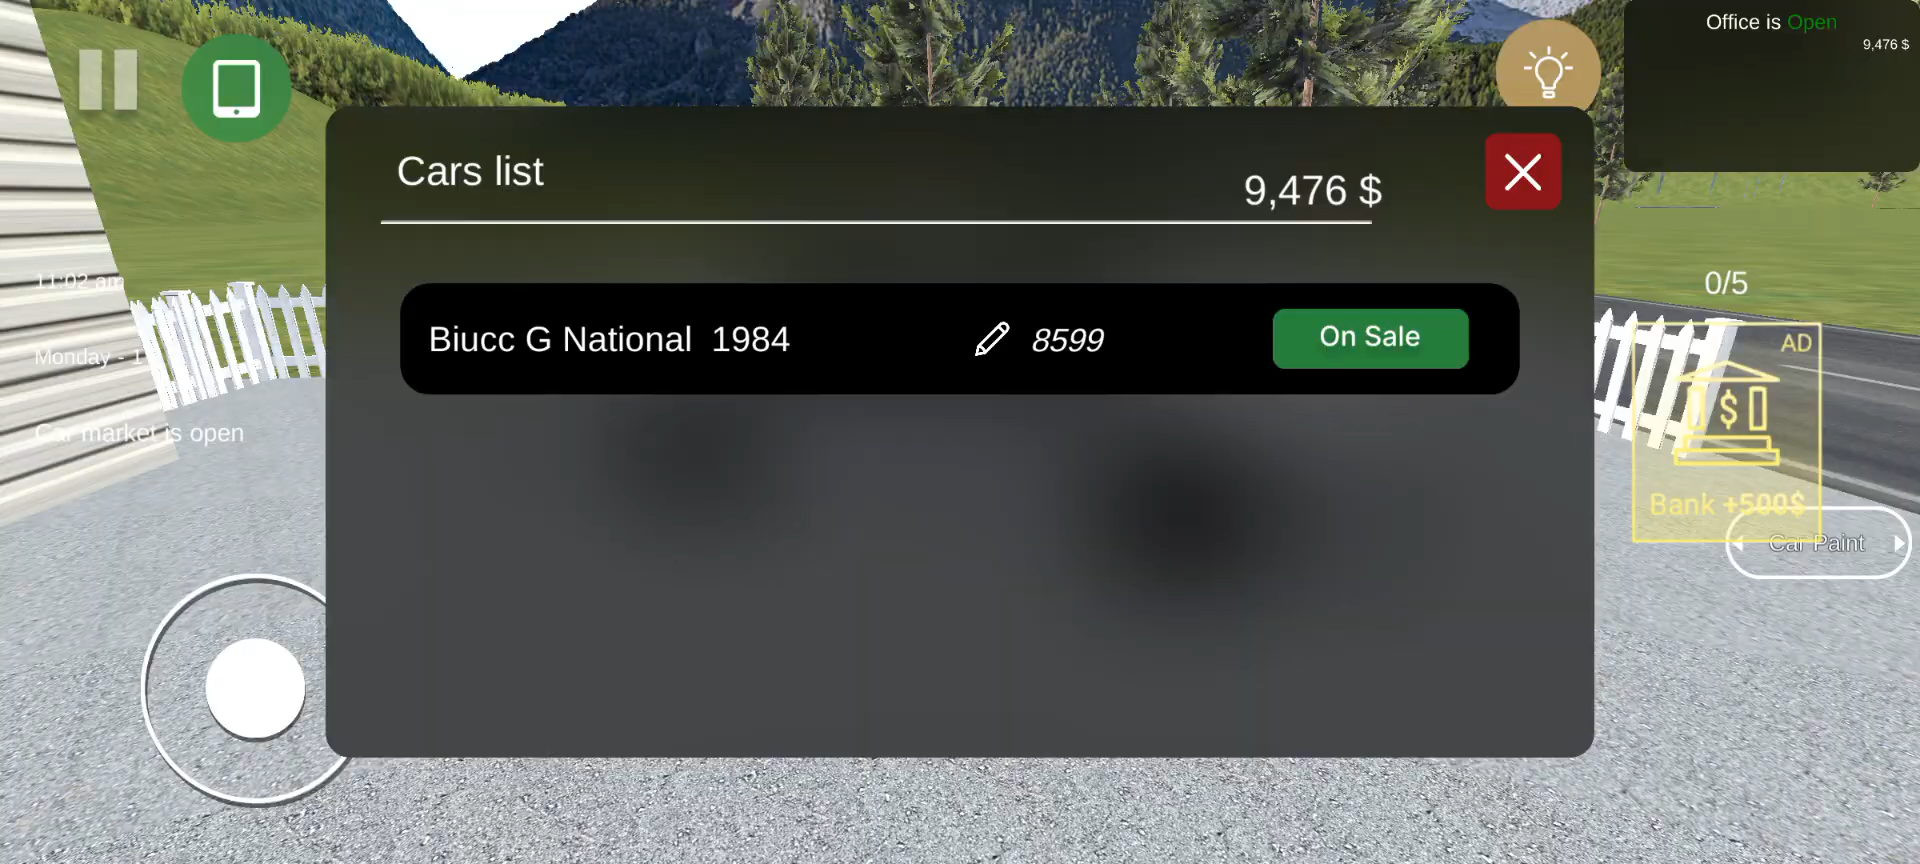 Office is Open
9,476 $
Cars list
9,476 $
11:02 am
0/5
Biucc G National 1984
8599
On Sale
AD
Monday - 1
Car market is open
$
Bank +500$
Car Paint